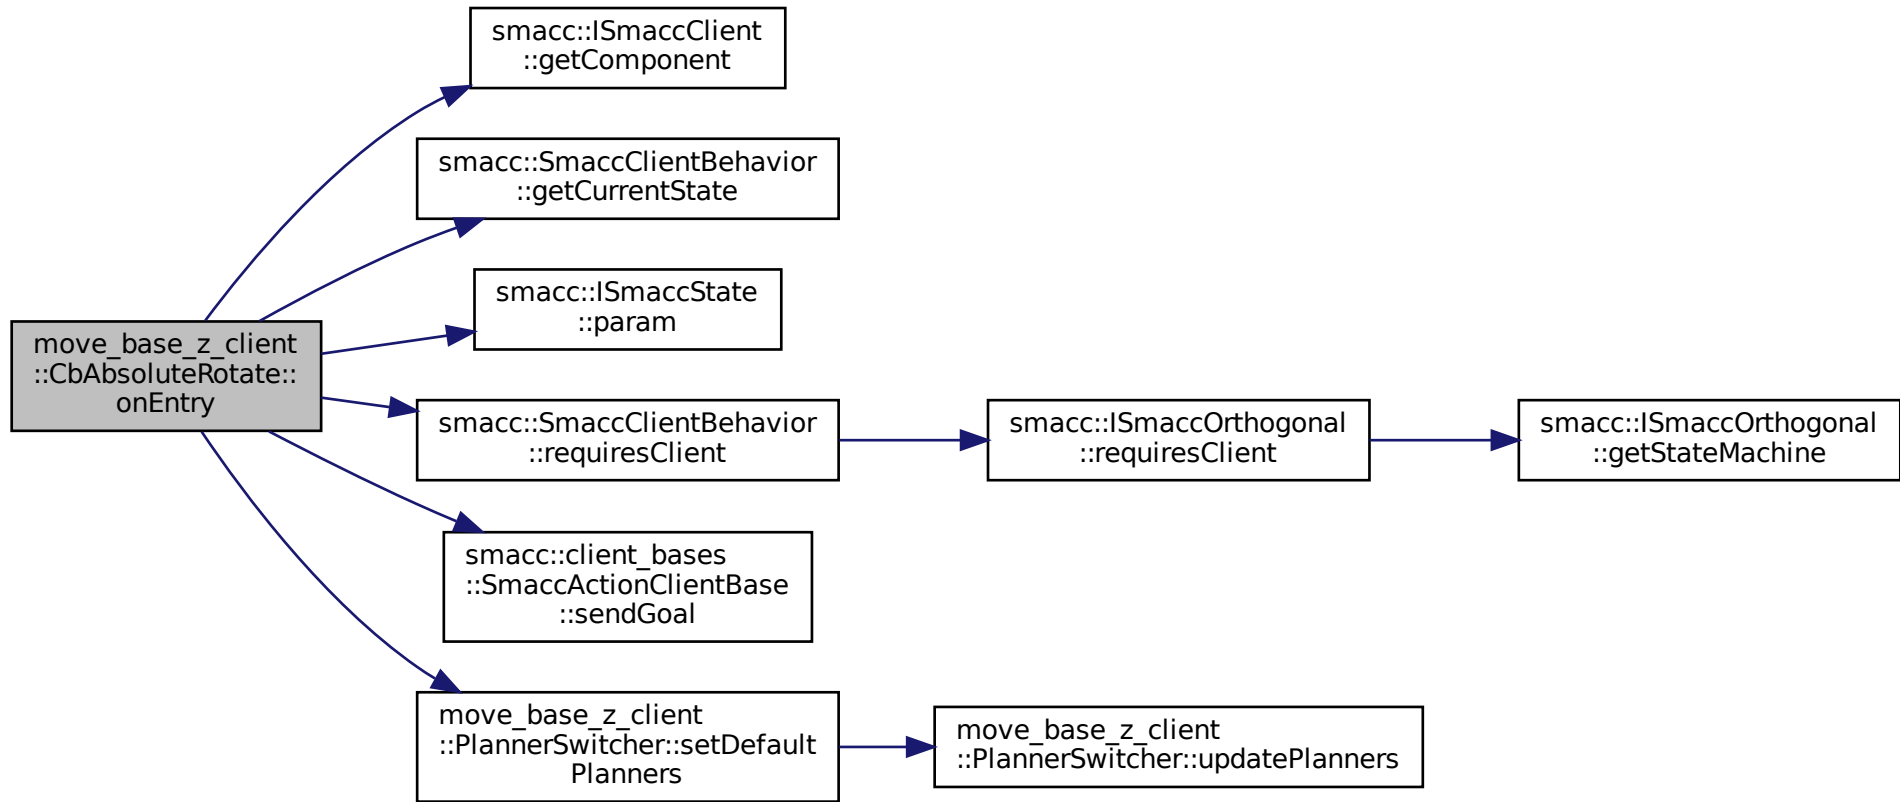 smacc::ISmaccClient
::getComponent
smacc::SmaccClientBehavior
::getCurrentState
smacc::ISmaccState
::param
move_base_z_client
::CbAbsoluteRotate::
onEntry
smacc::SmaccClientBehavior
::requiresClient
smacc::ISmaccOrthogonal
::requiresClient
smacc::ISmaccOrthogonal
::getStateMachine
smacc::client_bases
::SmaccActionClientBase
::sendGoal
move_base_z_client
::PlannerSwitcher::setDefault
Planners
move_base_z_client
::PlannerSwitcher::updatePlanners